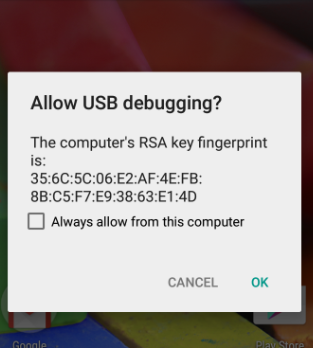 Allow USB debugging?
The computer's RSA key fingerprint
is:
35:6C:5C:06:E2:AF:4E:FB:
8B:C5:F7:E9:38:63:E1:4D
Always allow from this computer
CANCEL OK
Google Play Store